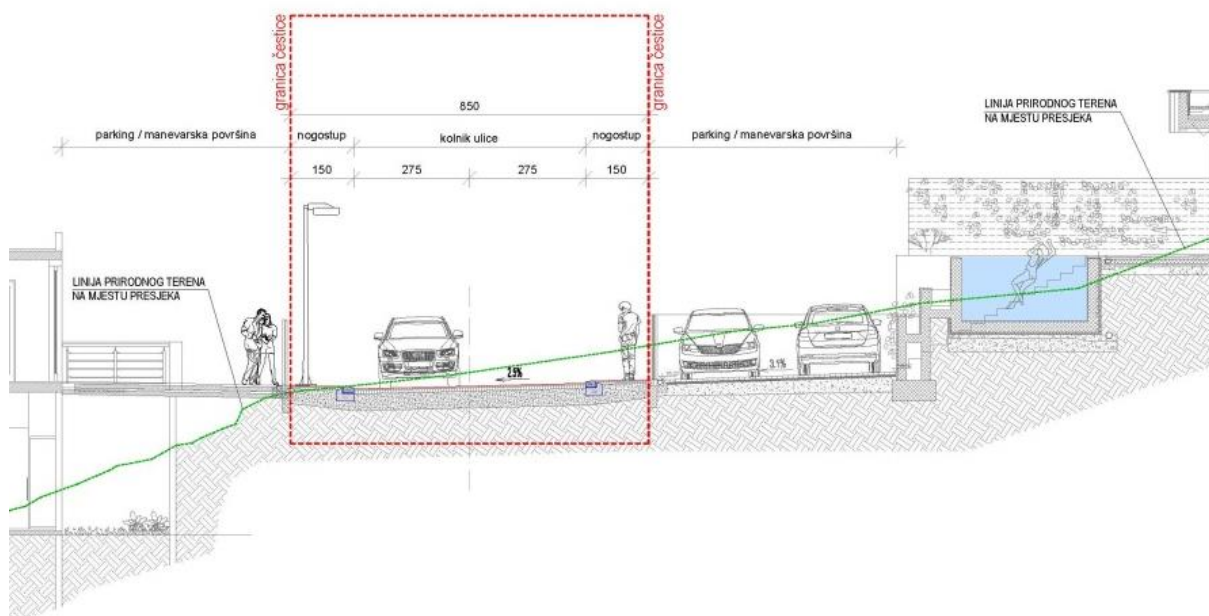 granica čestice
granica čestice
850
LINIJA PRIRODNOG TERENA
NA MJESTU PRESJEKA
parking / manevarska površina
nogostup
kolnik ulice
nogostup
parking / manevarska površina
150
275
275
150
LINIJA PRIRODNOG TERENA
NA MJESTU PRESJEKA
2.5%
3.1%